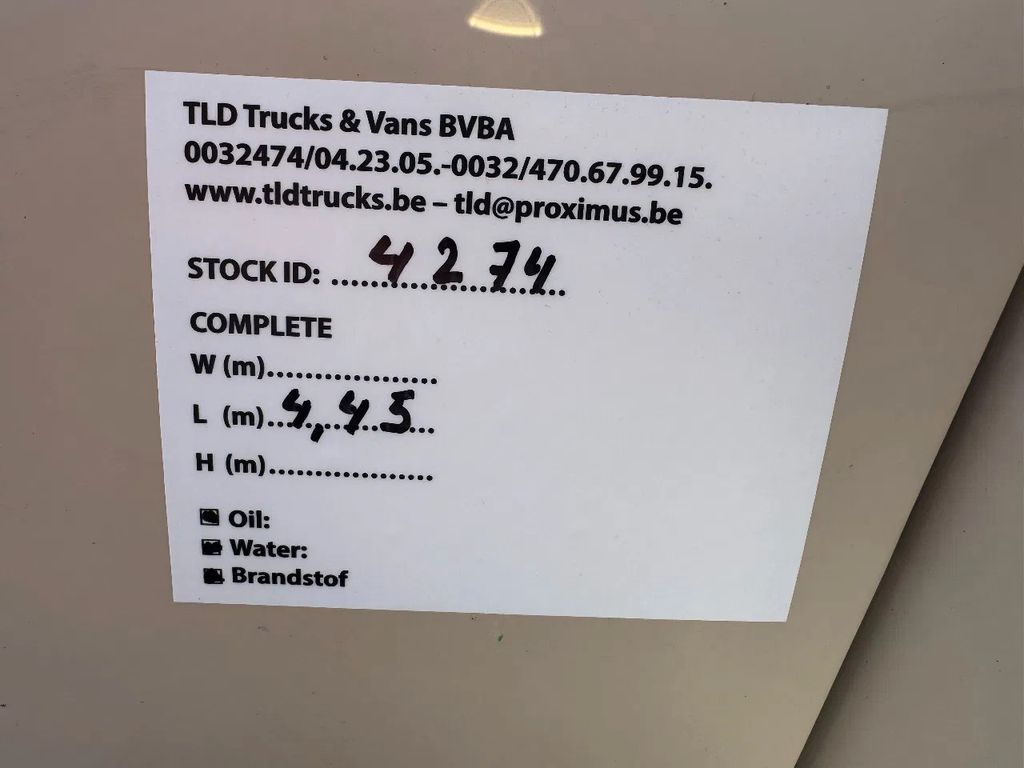 TLD Trucks & Vans BVBA
0032474/04.23.05.-0032/470.67.99.15.
www.tldtrucks.be – tld@proximus.be
STOCK ID: ........4274........
COMPLETE
W (m)..................
L (m)..4,45...
H (m)..................
Oil:
Water:
Brandstof